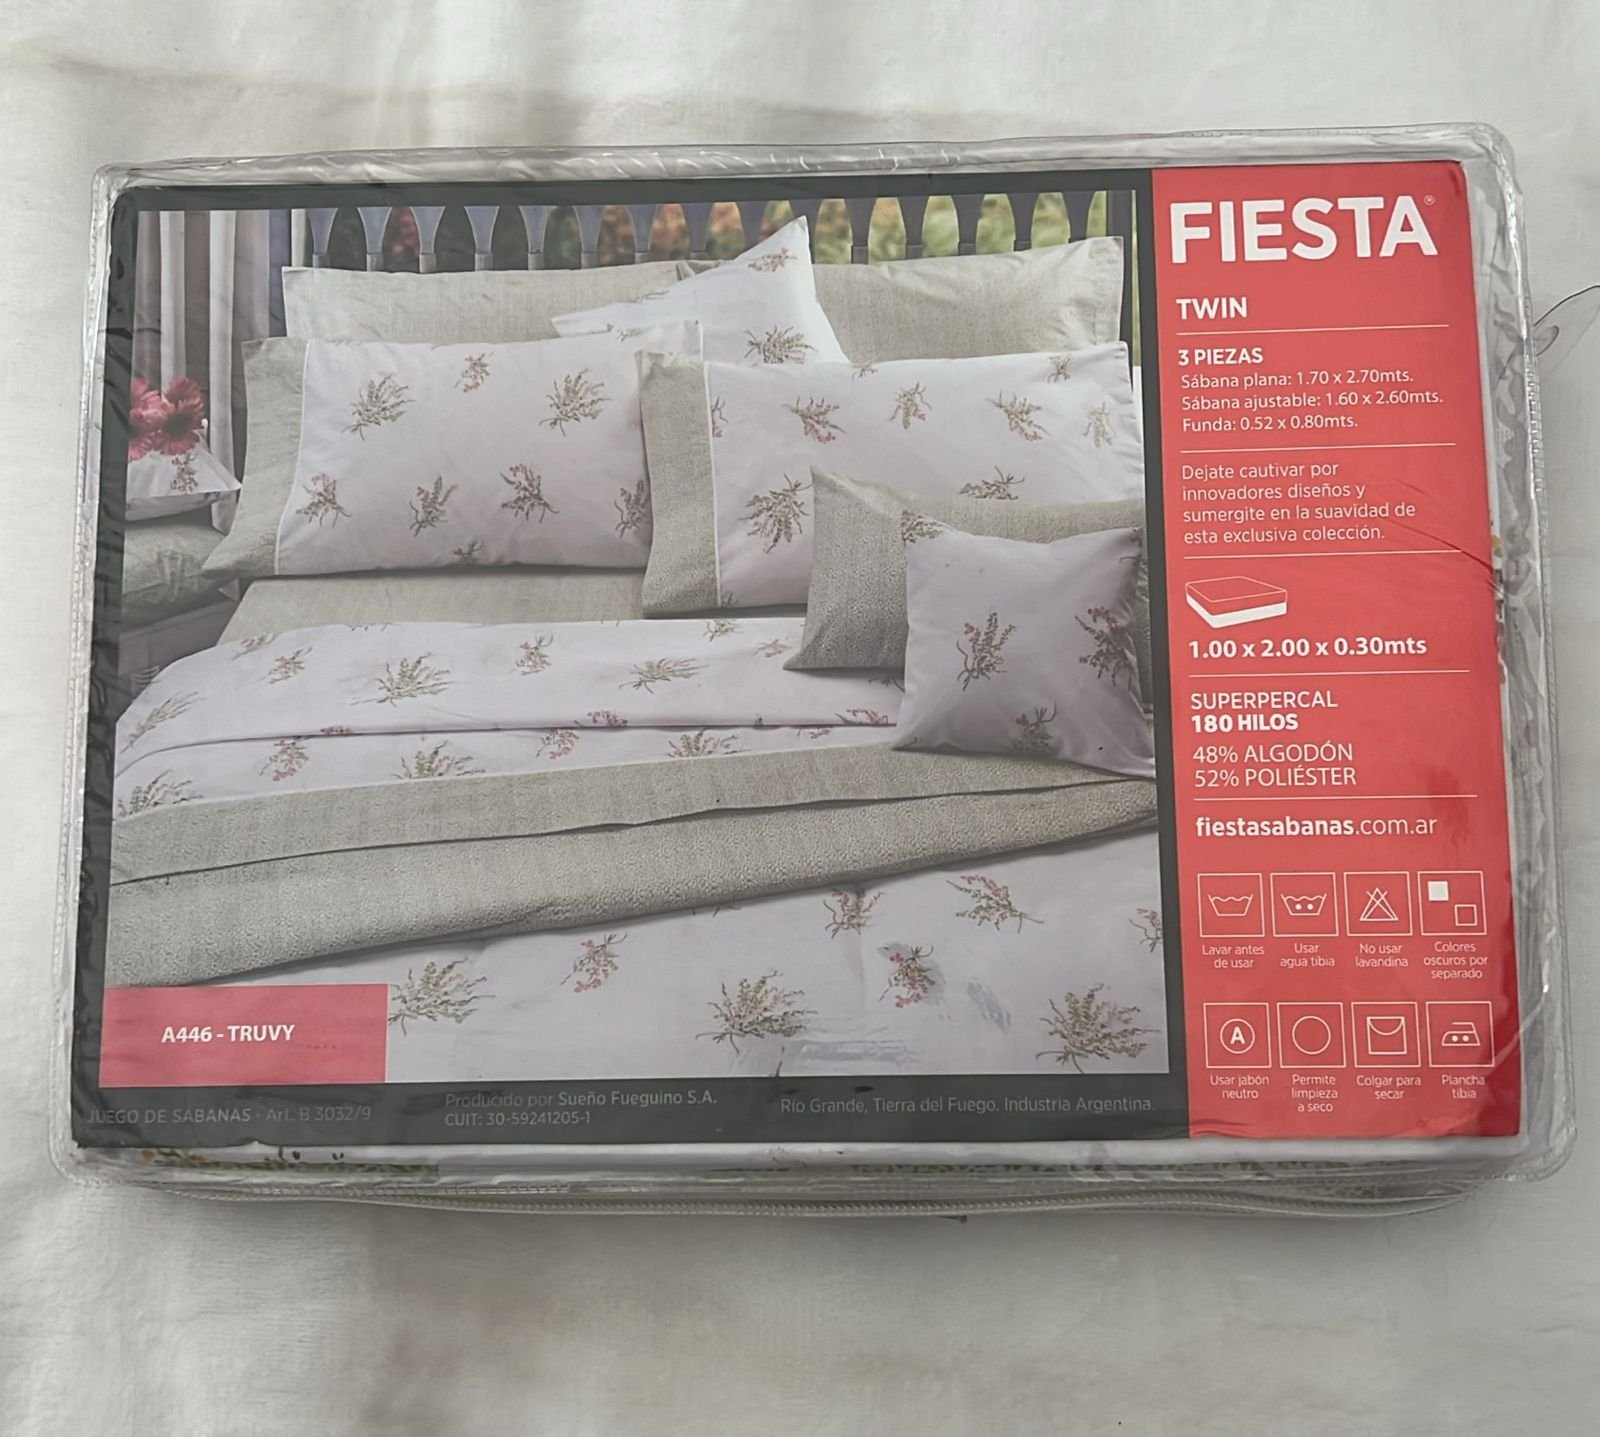 FIESTA®
TWIN
3 PIEZAS
Sábana plana: 1.70 x 2.70mts.
Sábana ajustable: 1.60 x 2.60mts.
Funda: 0.52 x 0.80mts.
Dejate cautivar por
innovadores diseños y
sumergite en la suavidad de
esta exclusiva colección.
1.00 x 2.00 x 0.30mts
SUPERPERCAL
180 HILOS
48% ALGODÓN
52% POLIÉSTER
fiestasabanas.com.ar
Lavar antes
de usar
Usar
agua tibia
No usar
lavandina
Colores
oscuros por
separado
A
Usar jabón
neutro
Permite
limpieza
a seco
Colgar para
secar
Plancha
tibia
A446 - TRUVY
JUEGO DE SÁBANAS · Art. B 3032/9
Producido por Sueño Fueguino S.A.
CUIT: 30-59241205-1
Río Grande, Tierra del Fuego. Industria Argentina.